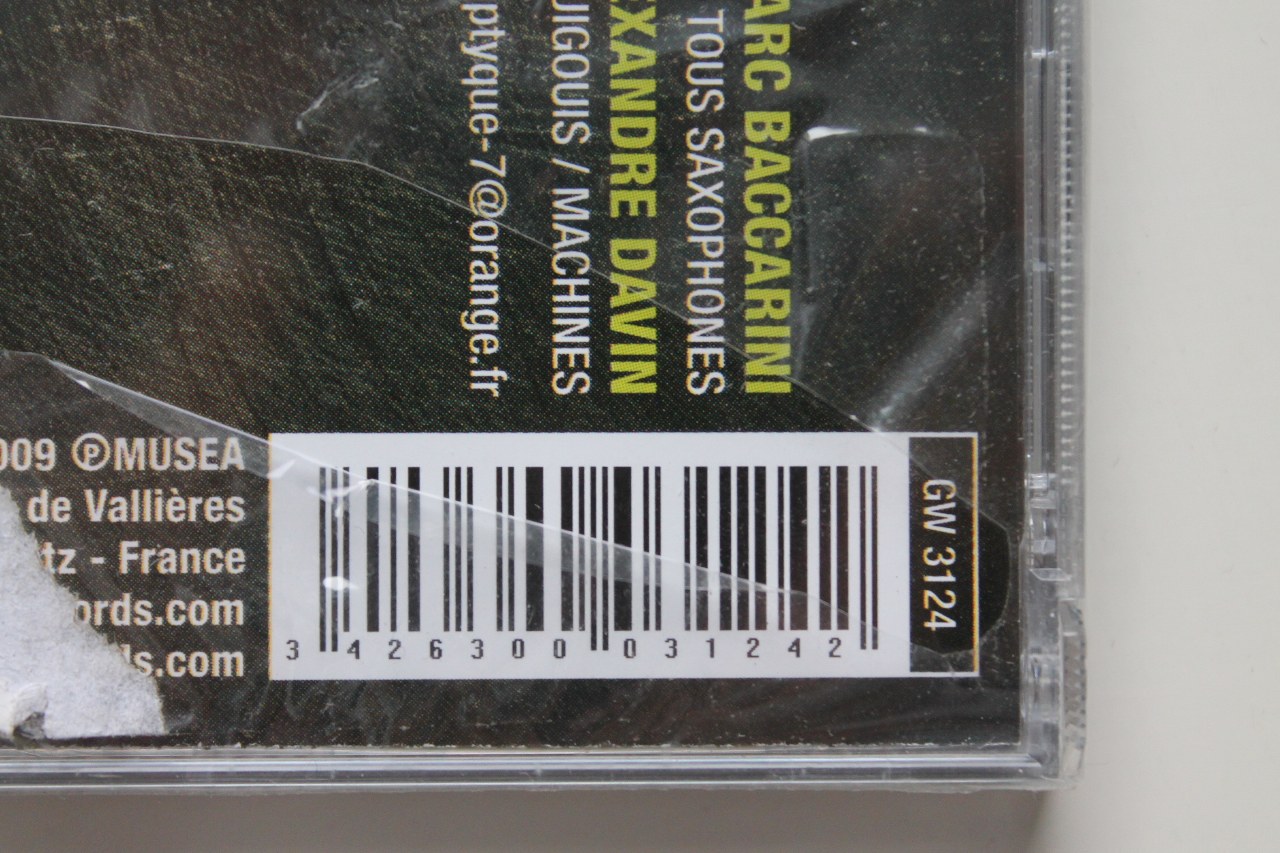 ARC BACCARINI
TOUS SAXOPHONES
EXANDRE DAVIN
UIGOUIS / MACHINES
ptyque-7@orange.fr
009 ℗MUSEA
de Vallières
tz - France
ords.com
ls.com
3 426300 031242
GW 3124